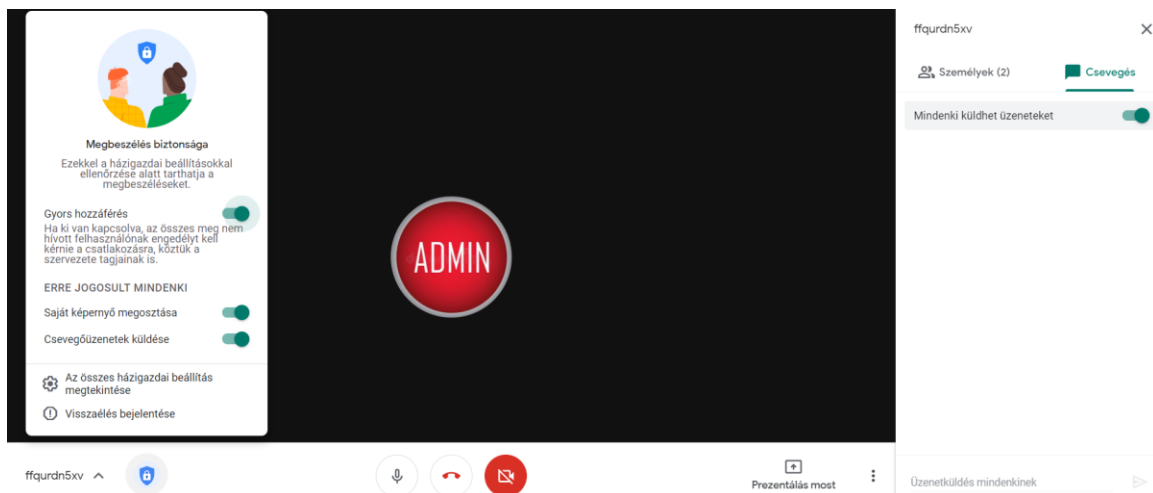 Megbeszélés biztonsága
Ezekkel a házigazdai beállításokkal
ellenőrzése alatt tarthatja a
megbeszéléseket.
Gyors hozzáférés
Ha ki van kapcsolva, az összes meg nem
hívott felhasználónak engedélyt kell
kérnie a csatlakozásra, köztük a
szervezete tagjainak is.
ERRE JOGOSULT MINDENKI
Saját képernyő megosztása
Csevegőüzenetek küldése
Az összes házigazdai beállítás
megtekintése
Visszaélés bejelentése
ADMIN
ffqurdn5xv
Prezentálás most
ffqurdn5xv
Személyek (2)
Csevegés
Mindenki küldhet üzeneteket
Üzenetküldés mindenkinek